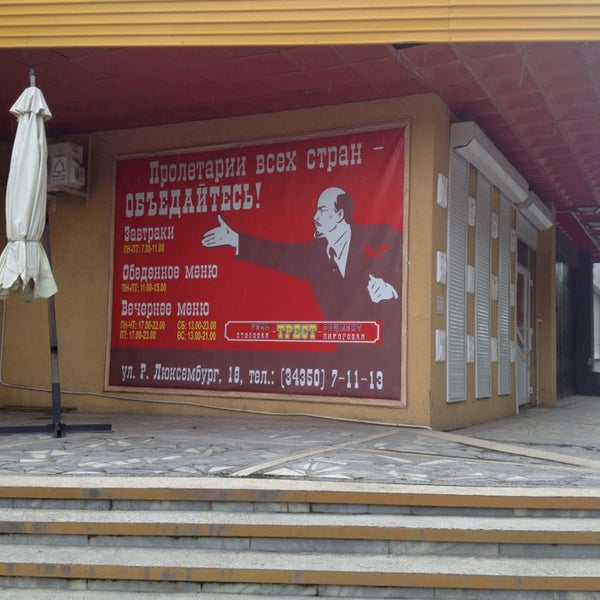 Пролетарии всех стран -
ОБЪЕДАЙТЕСЬ!
Завтраки
ПН-ПТ: 7.00-11.00
Обеденное меню
ПН-ПТ: 11.00-15.00
Вечернее меню
ПН-ЧТ: 17.00-22.00 СБ: 13.00-23.00
ПТ: 17.00-23.00 ВС: 13.00-21.00
ТРЕСТ
СТОЛОВАЯ ПИРОГОВАЯ
ул. Р. Люксембург, 18, тел.: (34350) 7-11-13